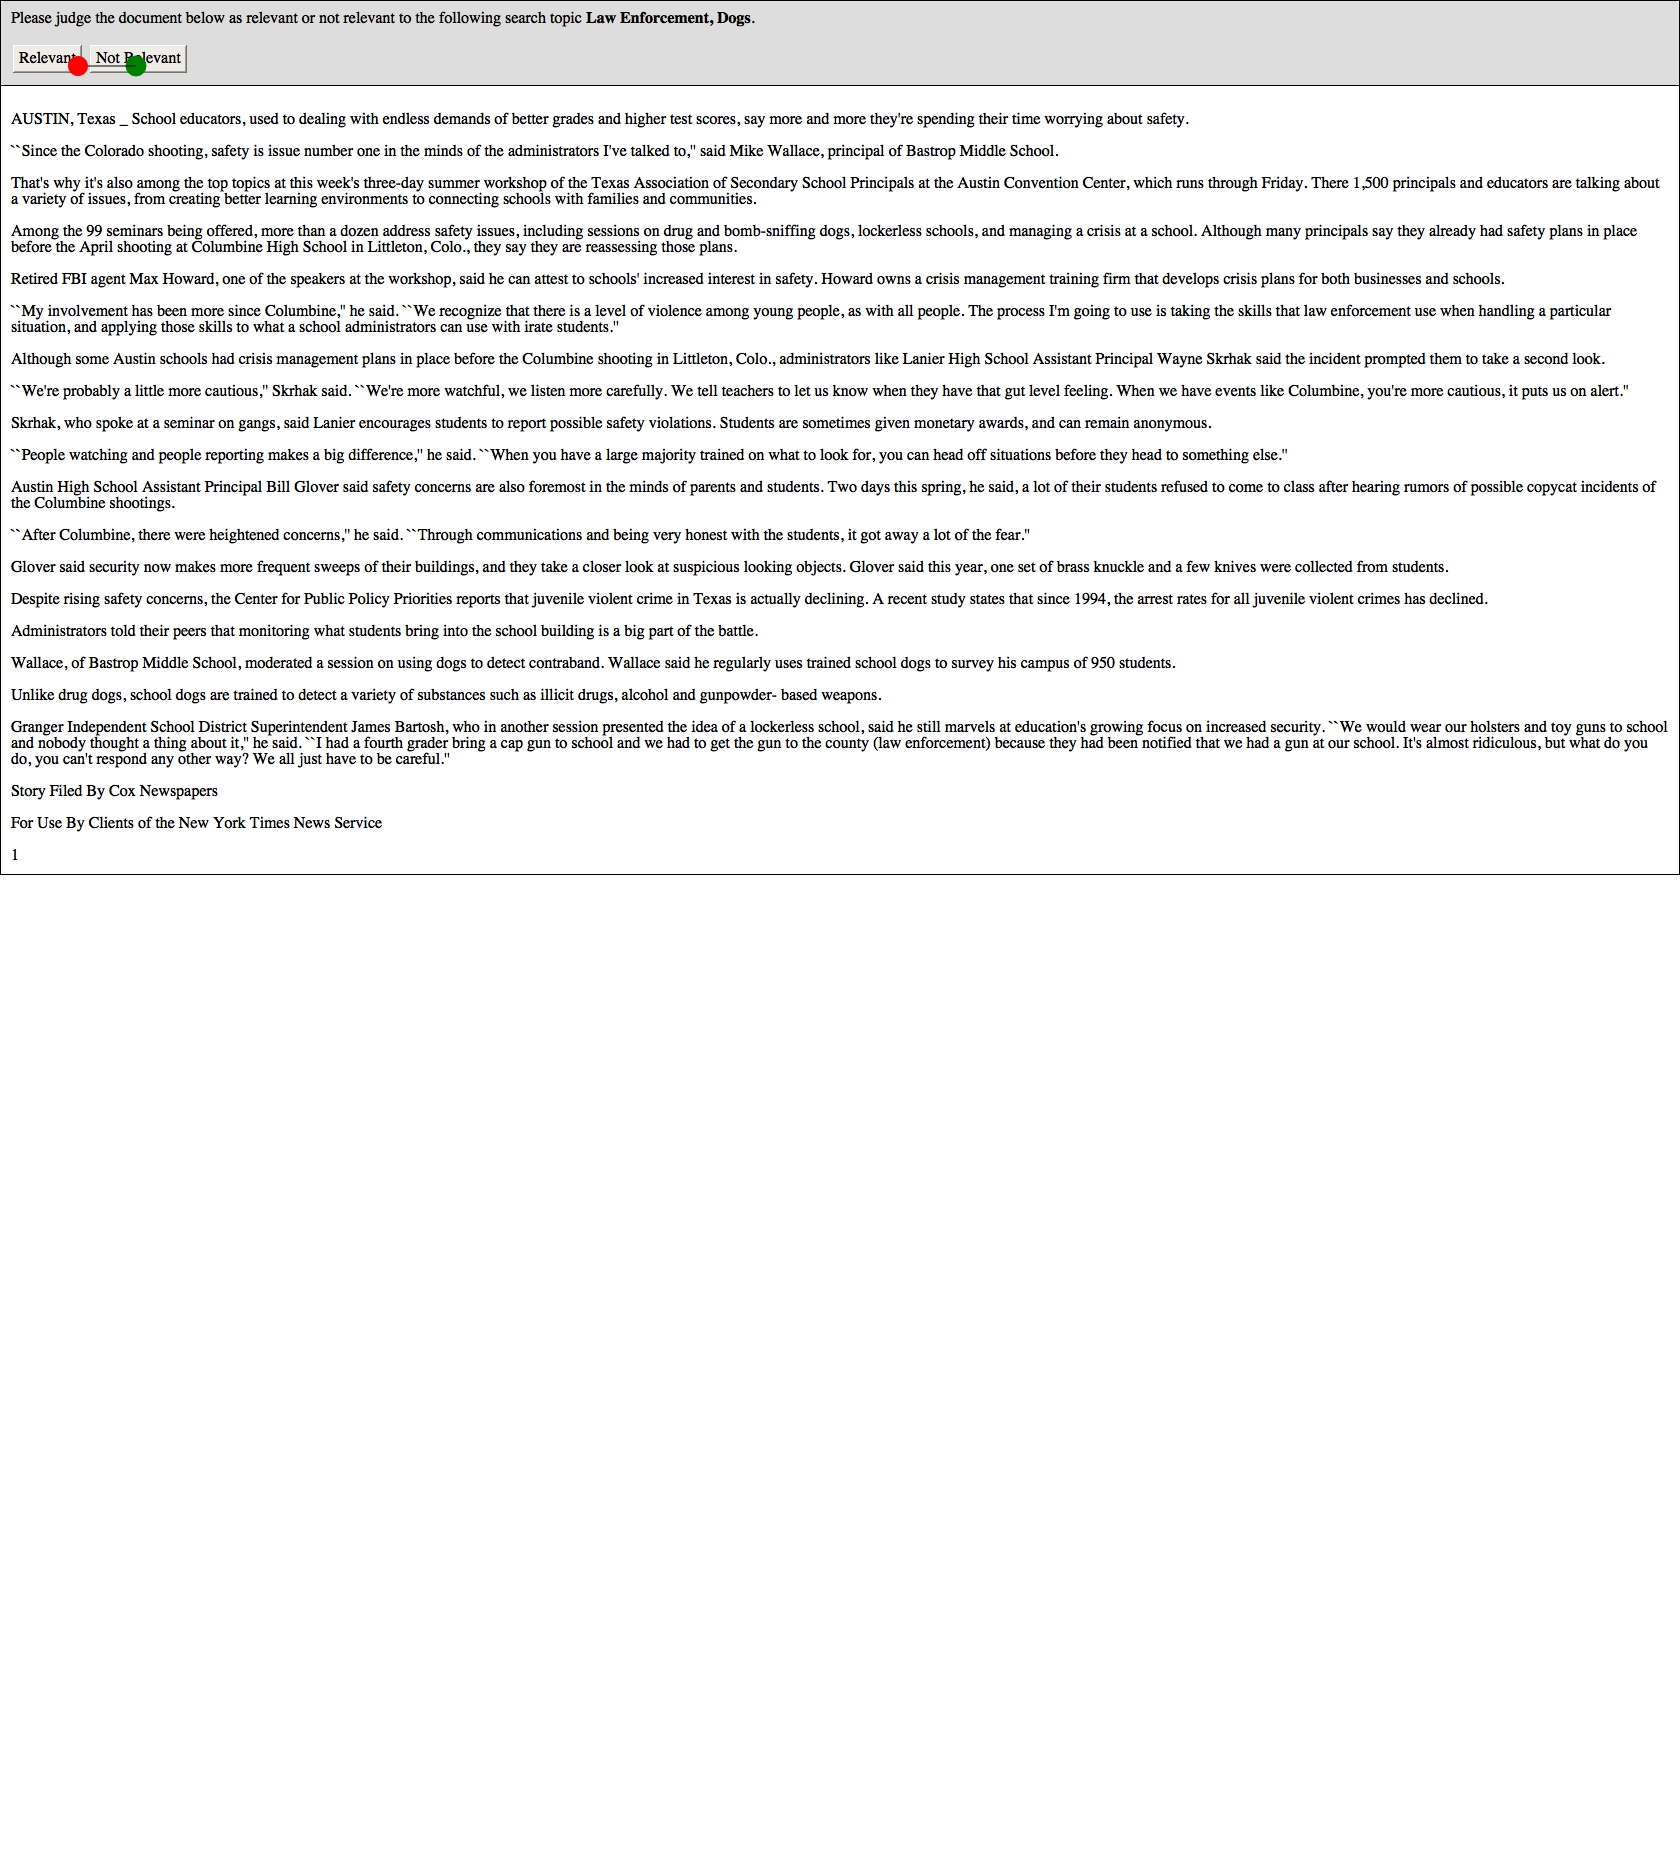 Please judge the document below as relevant or not relevant to the following search topic Law Enforcement, Dogs.
Relevant Not Relevant
AUSTIN, Texas _ School educators, used to dealing with endless demands of better grades and higher test scores, say more and more they're spending their time worrying about safety.
``Since the Colorado shooting, safety is issue number one in the minds of the administrators I've talked to,'' said Mike Wallace, principal of Bastrop Middle School.
That's why it's also among the top topics at this week's three-day summer workshop of the Texas Association of Secondary School Principals at the Austin Convention Center, which runs through Friday. There 1,500 principals and educators are talking about
a variety of issues, from creating better learning environments to connecting schools with families and communities.
Among the 99 seminars being offered, more than a dozen address safety issues, including sessions on drug and bomb-sniffing dogs, lockerless schools, and managing a crisis at a school. Although many principals say they already had safety plans in place
before the April shooting at Columbine High School in Littleton, Colo., they say they are reassessing those plans.
Retired FBI agent Max Howard, one of the speakers at the workshop, said he can attest to schools' increased interest in safety. Howard owns a crisis management training firm that develops crisis plans for both businesses and schools.
``My involvement has been more since Columbine,'' he said. ``We recognize that there is a level of violence among young people, as with all people. The process I'm going to use is taking the skills that law enforcement use when handling a particular
situation, and applying those skills to what a school administrators can use with irate students.''
Although some Austin schools had crisis management plans in place before the Columbine shooting in Littleton, Colo., administrators like Lanier High School Assistant Principal Wayne Skrhak said the incident prompted them to take a second look.
``We're probably a little more cautious,'' Skrhak said. ``We're more watchful, we listen more carefully. We tell teachers to let us know when they have that gut level feeling. When we have events like Columbine, you're more cautious, it puts us on alert.''
Skrhak, who spoke at a seminar on gangs, said Lanier encourages students to report possible safety violations. Students are sometimes given monetary awards, and can remain anonymous.
``People watching and people reporting makes a big difference,'' he said. ``When you have a large majority trained on what to look for, you can head off situations before they head to something else.''
Austin High School Assistant Principal Bill Glover said safety concerns are also foremost in the minds of parents and students. Two days this spring, he said, a lot of their students refused to come to class after hearing rumors of possible copycat incidents of
the Columbine shootings.
``After Columbine, there were heightened concerns,'' he said. ``Through communications and being very honest with the students, it got away a lot of the fear.''
Glover said security now makes more frequent sweeps of their buildings, and they take a closer look at suspicious looking objects. Glover said this year, one set of brass knuckle and a few knives were collected from students.
Despite rising safety concerns, the Center for Public Policy Priorities reports that juvenile violent crime in Texas is actually declining. A recent study states that since 1994, the arrest rates for all juvenile violent crimes has declined.
Administrators told their peers that monitoring what students bring into the school building is a big part of the battle.
Wallace, of Bastrop Middle School, moderated a session on using dogs to detect contraband. Wallace said he regularly uses trained school dogs to survey his campus of 950 students.
Unlike drug dogs, school dogs are trained to detect a variety of substances such as illicit drugs, alcohol and gunpowder- based weapons.
Granger Independent School District Superintendent James Bartosh, who in another session presented the idea of a lockerless school, said he still marvels at education's growing focus on increased security. ``We would wear our holsters and toy guns to school
and nobody thought a thing about it,'' he said. ``I had a fourth grader bring a cap gun to school and we had to get the gun to the county (law enforcement) because they had been notified that we had a gun at our school. It's almost ridiculous, but what do you
do, you can't respond any other way? We all just have to be careful.''
Story Filed By Cox Newspapers
For Use By Clients of the New York Times News Service
1